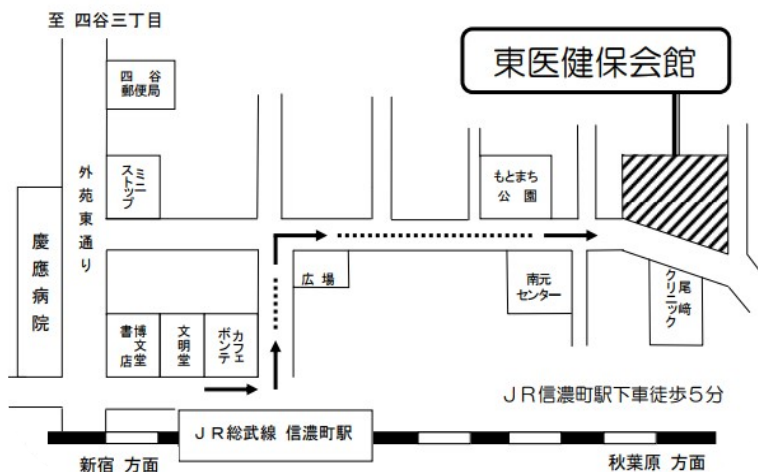 至 四谷三丁目
四谷
郵便局
東医健保会館
ミニ
ストップ
外苑東通り
もとまち
公園
慶應病院
広場
南元
センター
尾﨑
クリニック
博文堂
書店
文明堂
カフェ
ボンテ
JR信濃町駅下車徒歩5分
JR総武線 信濃町駅
新宿 方面
秋葉原 方面